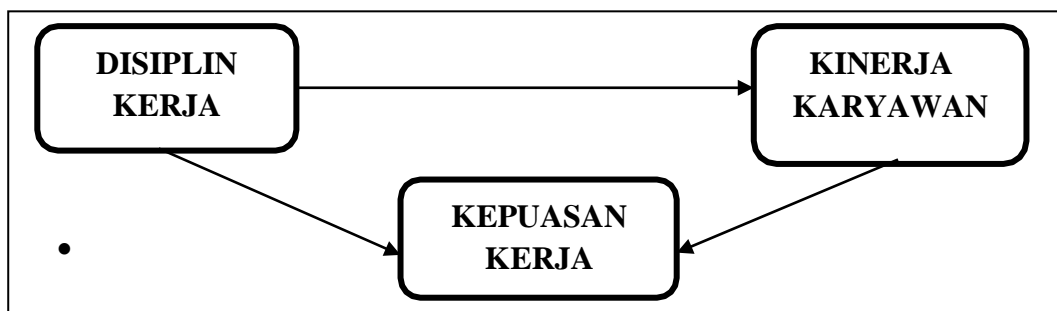 DISIPLIN
KERJA
KINERJA
KARYAWAN
KEPUASAN
KERJA